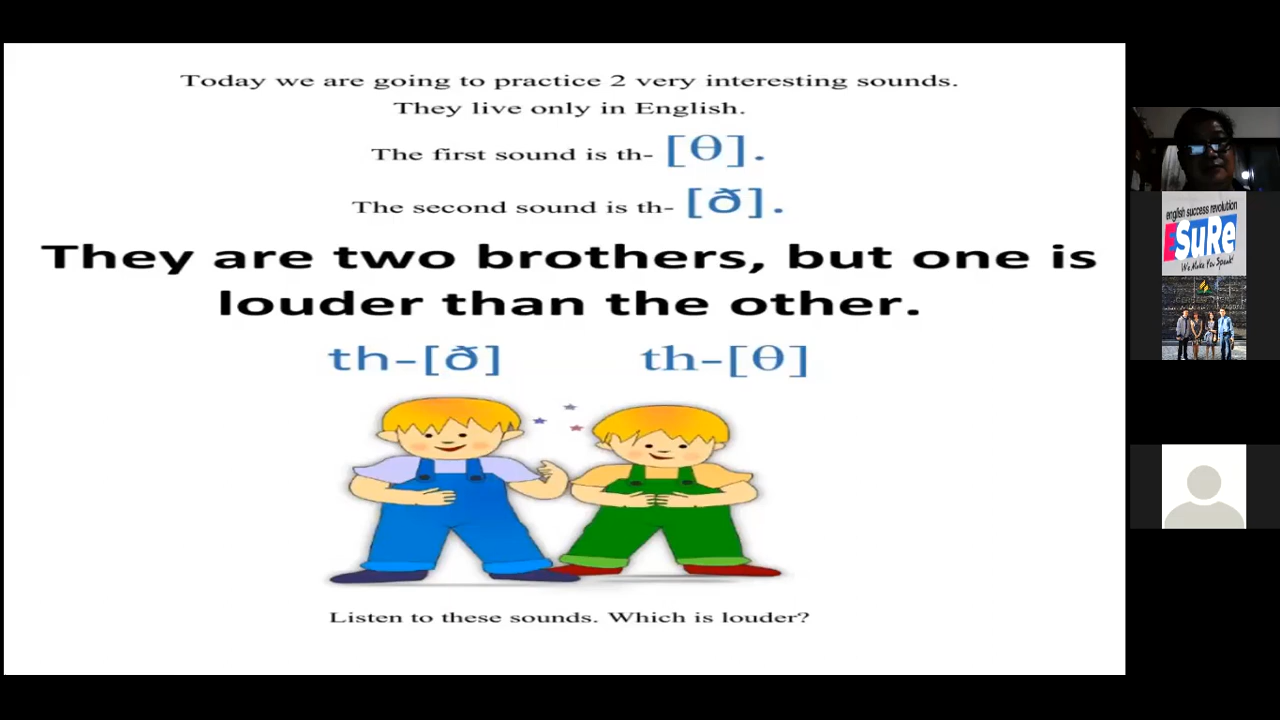 Today we are going to practice 2 very interesting sounds.
They live only in English.
The first sound is th- [θ].
The second sound is th- [ð].
They are two brothers, but one is
louder than the other.
th-[ð] th-[θ]
Listen to these sounds. Which is louder?
english success revolution
eSuRe
We Make You Speak!